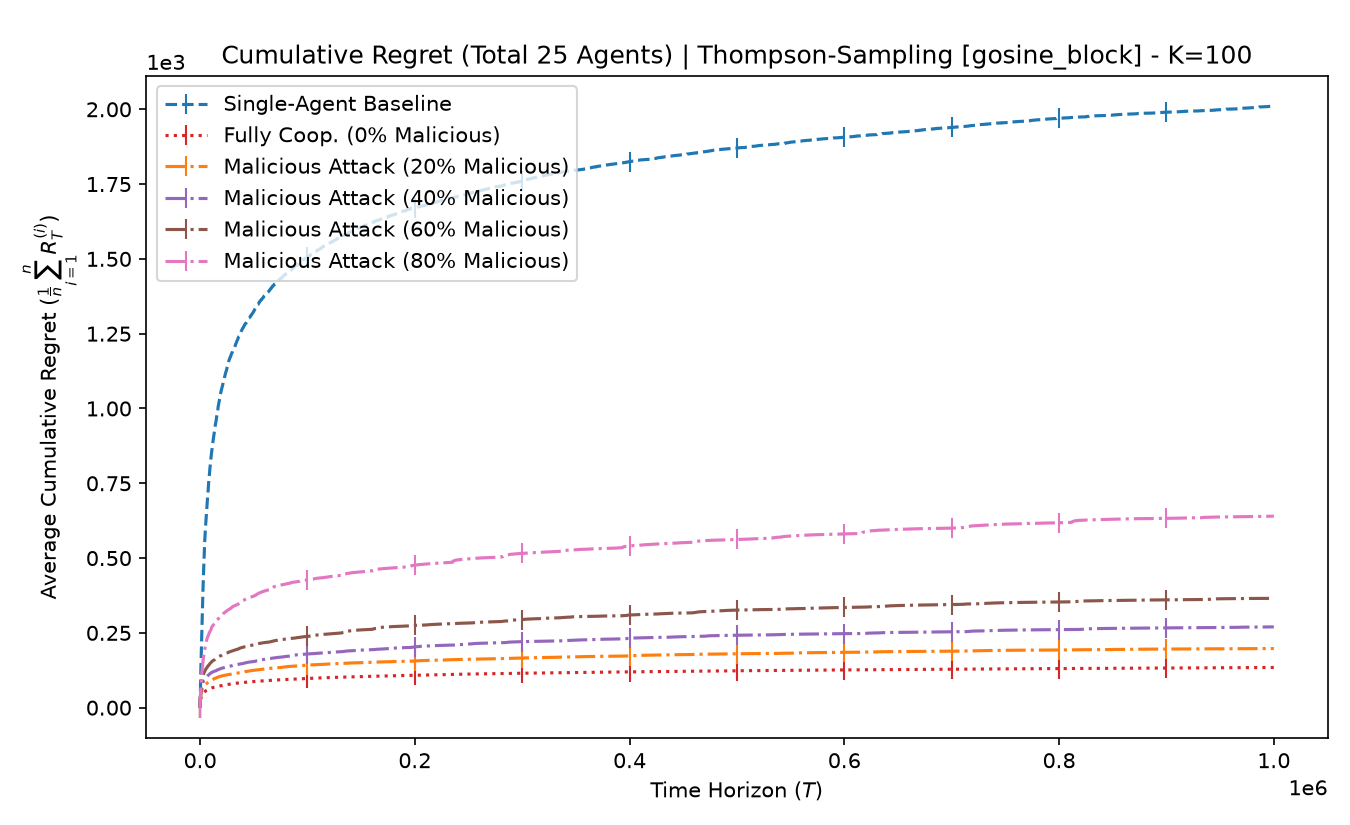 Cumulative Regret (Total 25 Agents) | Thompson-Sampling [gosine_block] - K=100
1e3
Single-Agent Baseline
Fully Coop. (0% Malicious)
Malicious Attack (20% Malicious)
Malicious Attack (40% Malicious)
Malicious Attack (60% Malicious)
Malicious Attack (80% Malicious)
2.00
1.75
1.50
1.25
1.00
0.75
0.50
0.25
0.00
Average Cumulative Regret ($\frac{1}{n}\sum_{i=1}^{n} R_T^{(i)}$)
0.0 0.2 0.4 0.6 0.8 1.0
1e6
Time Horizon (T)